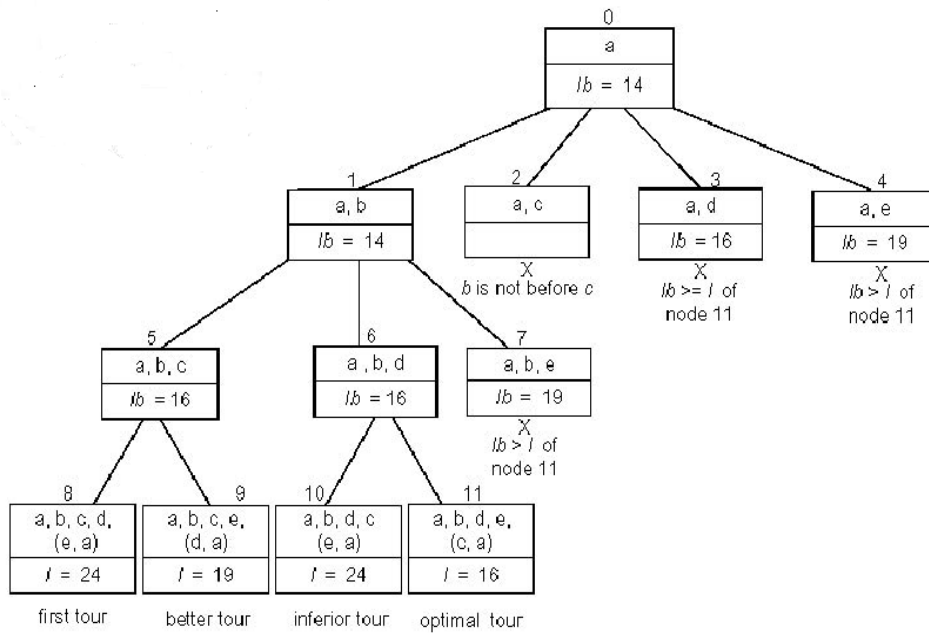 0
a
lb = 14
1
a, b
lb = 14
2
a, c
X
b is not before c
3
a, d
lb =16
X
lb >= l of
node 11
4
a, e
lb = 19
X
lb > l of
node 11
5
a, b, c
lb =16
6
a , b, d
lb =16
7
a, b, e
lb = 19
X
lb > l of
node 11
8
a, b, c, d,
(e, a)
l = 24
first tour
9
a, b, c, e,
(d, a)
l = 19
better tour
10
a, b, d, c
(e, a)
l = 24
inferior tour
11
a, b, d, e,
(c, a)
l = 16
optimal tour